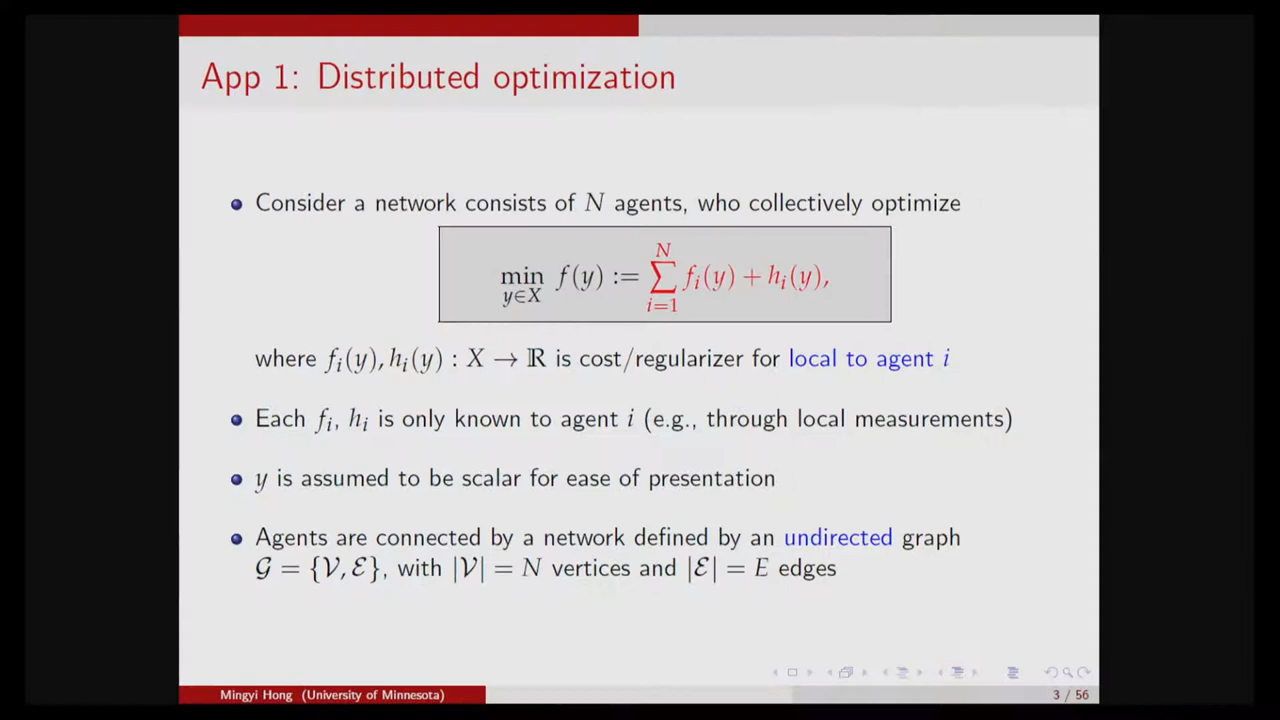 App 1: Distributed optimization
Consider a network consists of N agents, who collectively optimize
min_{y∈X} f(y) := ∑_{i=1}^{N} f_i(y) + h_i(y),
where f_i(y), h_i(y) : X → ℝ is cost/regularizer for local to agent i
Each f_i, h_i is only known to agent i (e.g., through local measurements)
y is assumed to be scalar for ease of presentation
Agents are connected by a network defined by an undirected graph
𝒢 = {𝒱, ℰ}, with |𝒱| = N vertices and |ℰ| = E edges
Mingyi Hong (University of Minnesota)
3 / 56